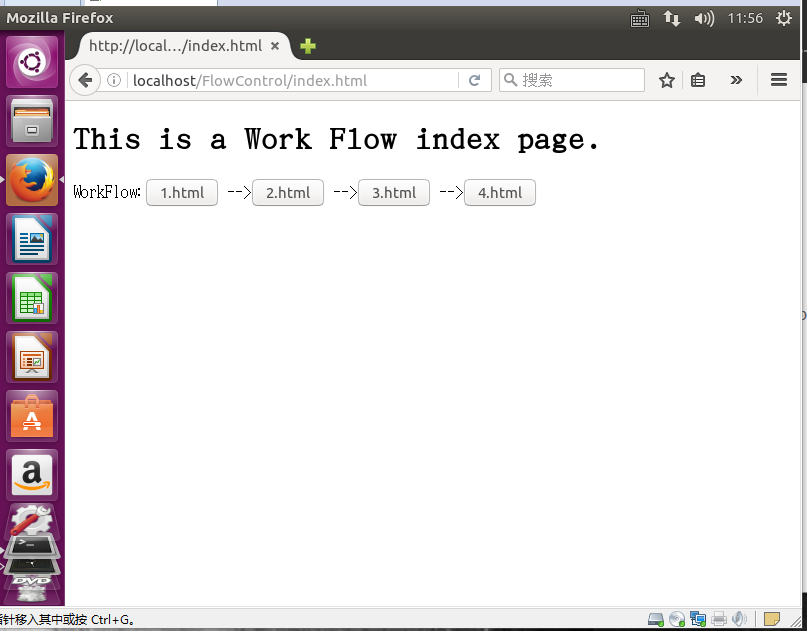 Mozilla Firefox
11:56
http://local.../index.html
localhost/FlowControl/index.html
搜索
This is a Work Flow index page.
WorkFlow: 1.html -->2.html -->3.html -->4.html
针移入其中或按 Ctrl+G。